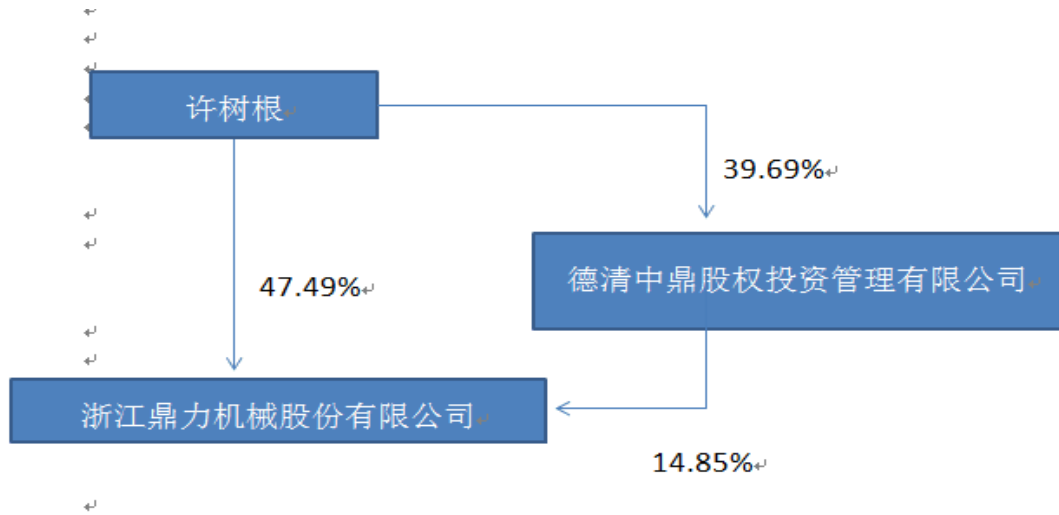 许树根
39.69%
德清中鼎股权投资管理有限公司
47.49%
浙江鼎力机械股份有限公司
14.85%